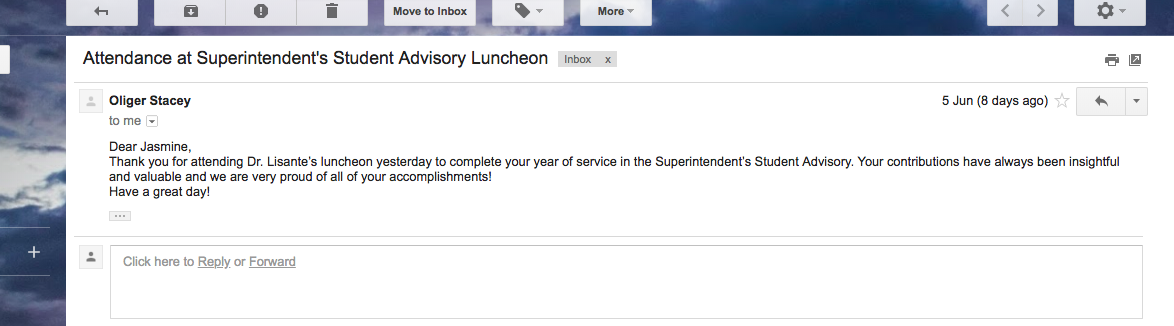 Move to Inbox More
Attendance at Superintendent's Student Advisory Luncheon Inbox x
Oliger Stacey 5 Jun (8 days ago)
to me
Dear Jasmine,
Thank you for attending Dr. Lisante's luncheon yesterday to complete your year of service in the Superintendent's Student Advisory. Your contributions have always been insightful
and valuable and we are very proud of all of your accomplishments!
Have a great day!
Click here to Reply or Forward